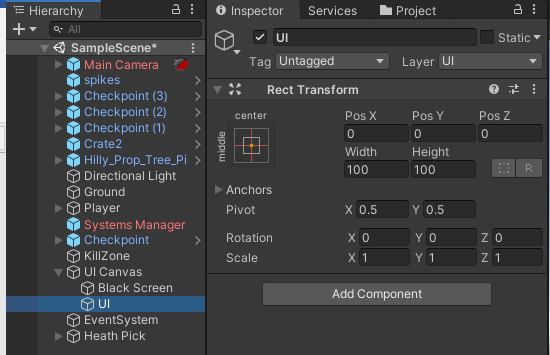 Hierarchy
All
SampleScene*
Main Camera
spikes
Checkpoint (3)
Checkpoint (2)
Checkpoint (1)
Crate2
Hilly_Prop_Tree_Pi
Directional Light
Ground
Player
Systems Manager
Checkpoint
KillZone
UI Canvas
Black Screen
UI
EventSystem
Heath Pick
Inspector Services Project
UI Static
Tag Untagged Layer UI
Rect Transform
center
middle
Pos X Pos Y Pos Z
0 0 0
Width Height
100 100 R
Anchors
Pivot X 0.5 Y 0.5
Rotation X 0 Y 0 Z 0
Scale X 1 Y 1 Z 1
Add Component